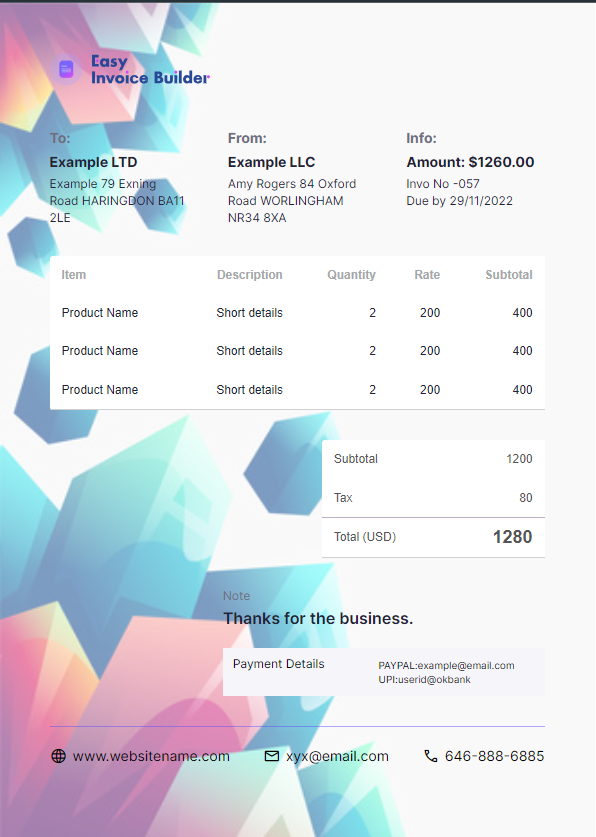 Easy
Invoice Builder
To:
Example LTD
Example 79 Exning
Road HARINGDON BA11
2LE
From:
Example LLC
Amy Rogers 84 Oxford
Road WORLINGHAM
NR34 8XA
Info:
Amount: $1260.00
Invo No -057
Due by 29/11/2022
Item Description Quantity Rate Subtotal
Product Name Short details 2 200 400
Product Name Short details 2 200 400
Product Name Short details 2 200 400
Subtotal 1200
Tax 80
Total (USD) 1280
Note
Thanks for the business.
Payment Details
PAYPAL:example@email.com
UPI:userid@okbank
www.websitename.com xyx@email.com 646-888-6885